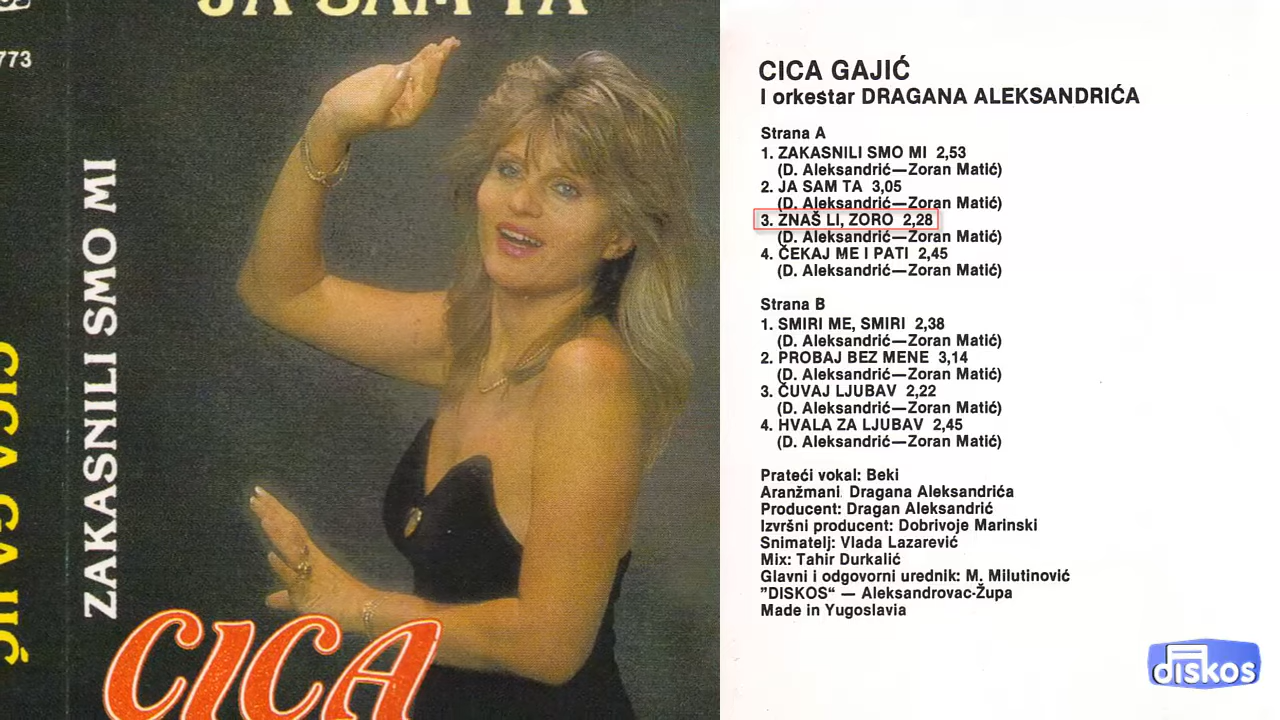 JA SAM TA
773
ZAKASNILI SMO MI
CICA GAJIĆ
CICA
CICA GAJIĆ
I orkestar DRAGANA ALEKSANDRIĆA
Strana A
1. ZAKASNILI SMO MI 2,53
(D. Aleksandrić—Zoran Matić)
2. JA SAM TA 3,05
(D. Aleksandrić—Zoran Matić)
3. ZNAŠ LI, ZORO 2,28
(D. Aleksandrić—Zoran Matić)
4. ČEKAJ ME I PATI 2,45
(D. Aleksandrić—Zoran Matić)
Strana B
1. SMIRI ME, SMIRI 2,38
(D. Aleksandrić—Zoran Matić)
2. PROBAJ BEZ MENE 3,14
(D. Aleksandrić—Zoran Matić)
3. ČUVAJ LJUBAV 2,22
(D. Aleksandrić—Zoran Matić)
4. HVALA ZA LJUBAV 2,45
(D. Aleksandrić—Zoran Matić)
Prateći vokal: Beki
Aranžmani Dragana Aleksandrića
Producent: Dragan Aleksandrić
Izvršni producent: Dobrivoje Marinski
Snimatelj: Vlada Lazarević
Mix: Tahir Durkalić
Glavni i odgovorni urednik: M. Milutinović
”DISKOS“ — Aleksandrovac-Župa
Made in Yugoslavia
diskos